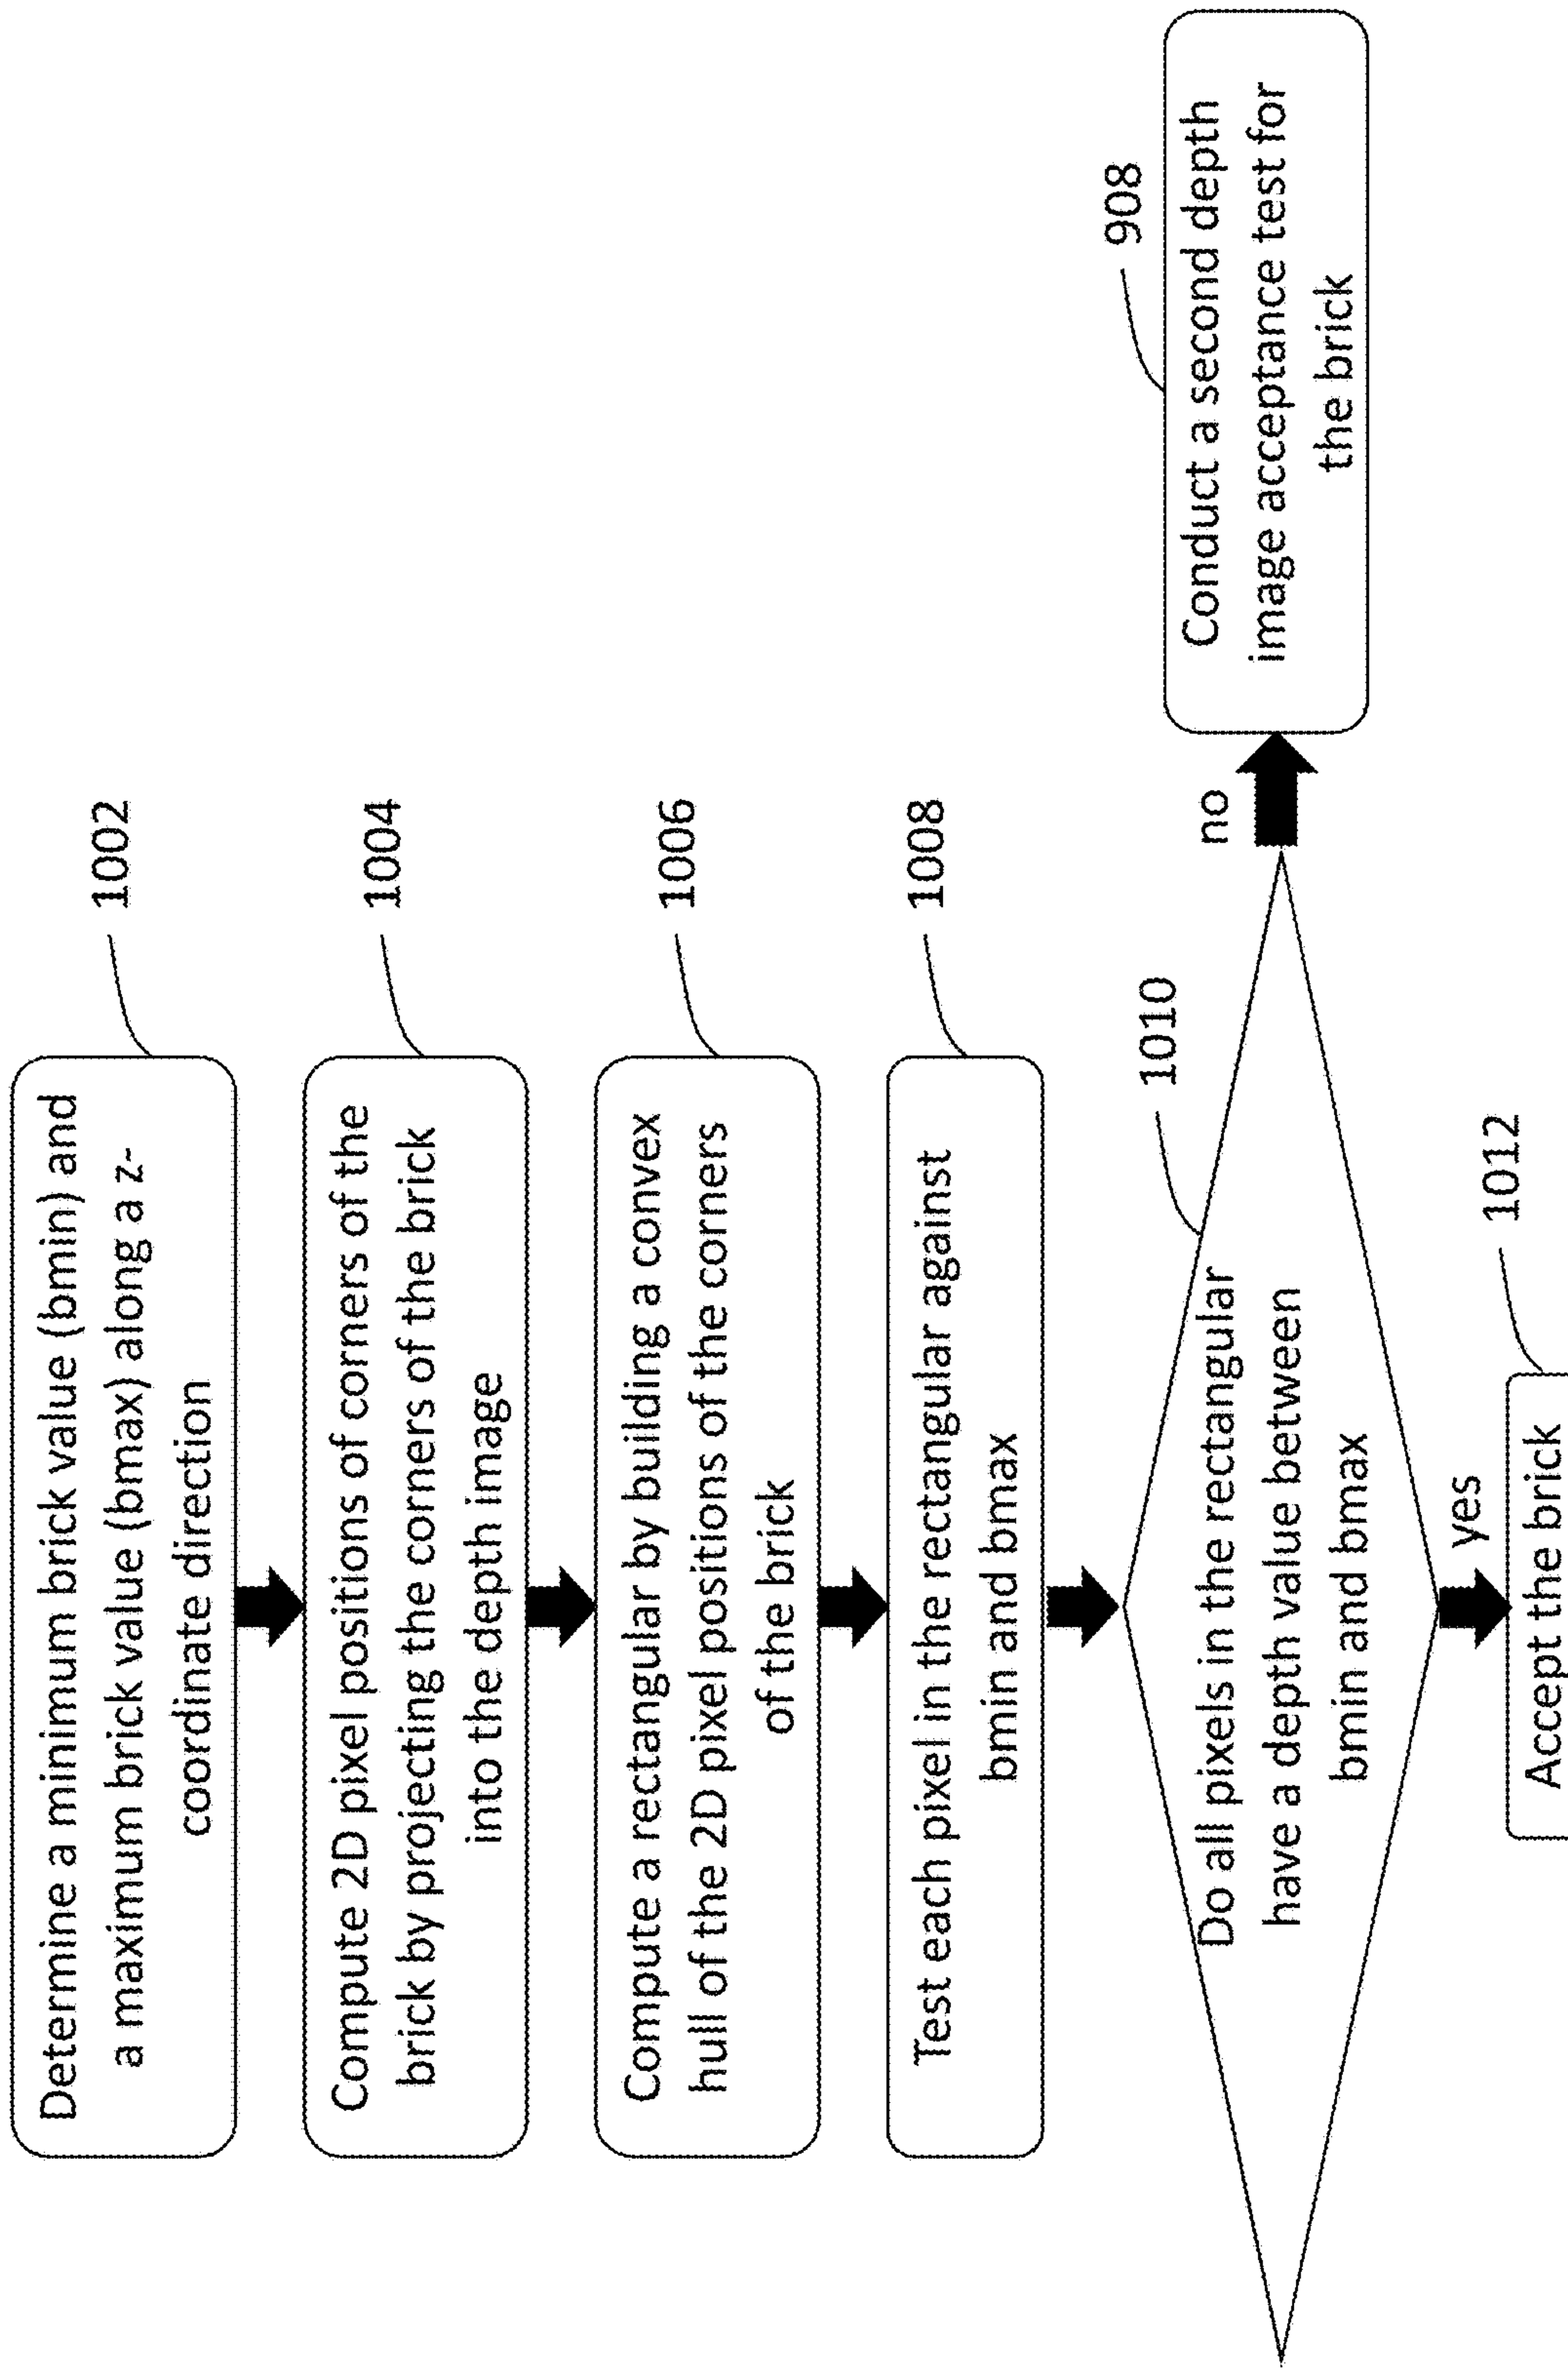 1002
Determine a minimum brick value (bmin) and
a maximum brick value (bmax) along a z-
coordinate direction
1004
Compute 2D pixel positions of corners of the
brick by projecting the corners of the brick
into the depth image
1006
Compute a rectangular by building a convex
hull of the 2D pixel positions of the corners
of the brick
1008
Test each pixel in the rectangular against
bmin and bmax
1010
Do all pixels in the rectangular
have a depth value between
bmin and bmax
no
908
Conduct a second depth
image acceptance test for
the brick
yes
1012
Accept the brick